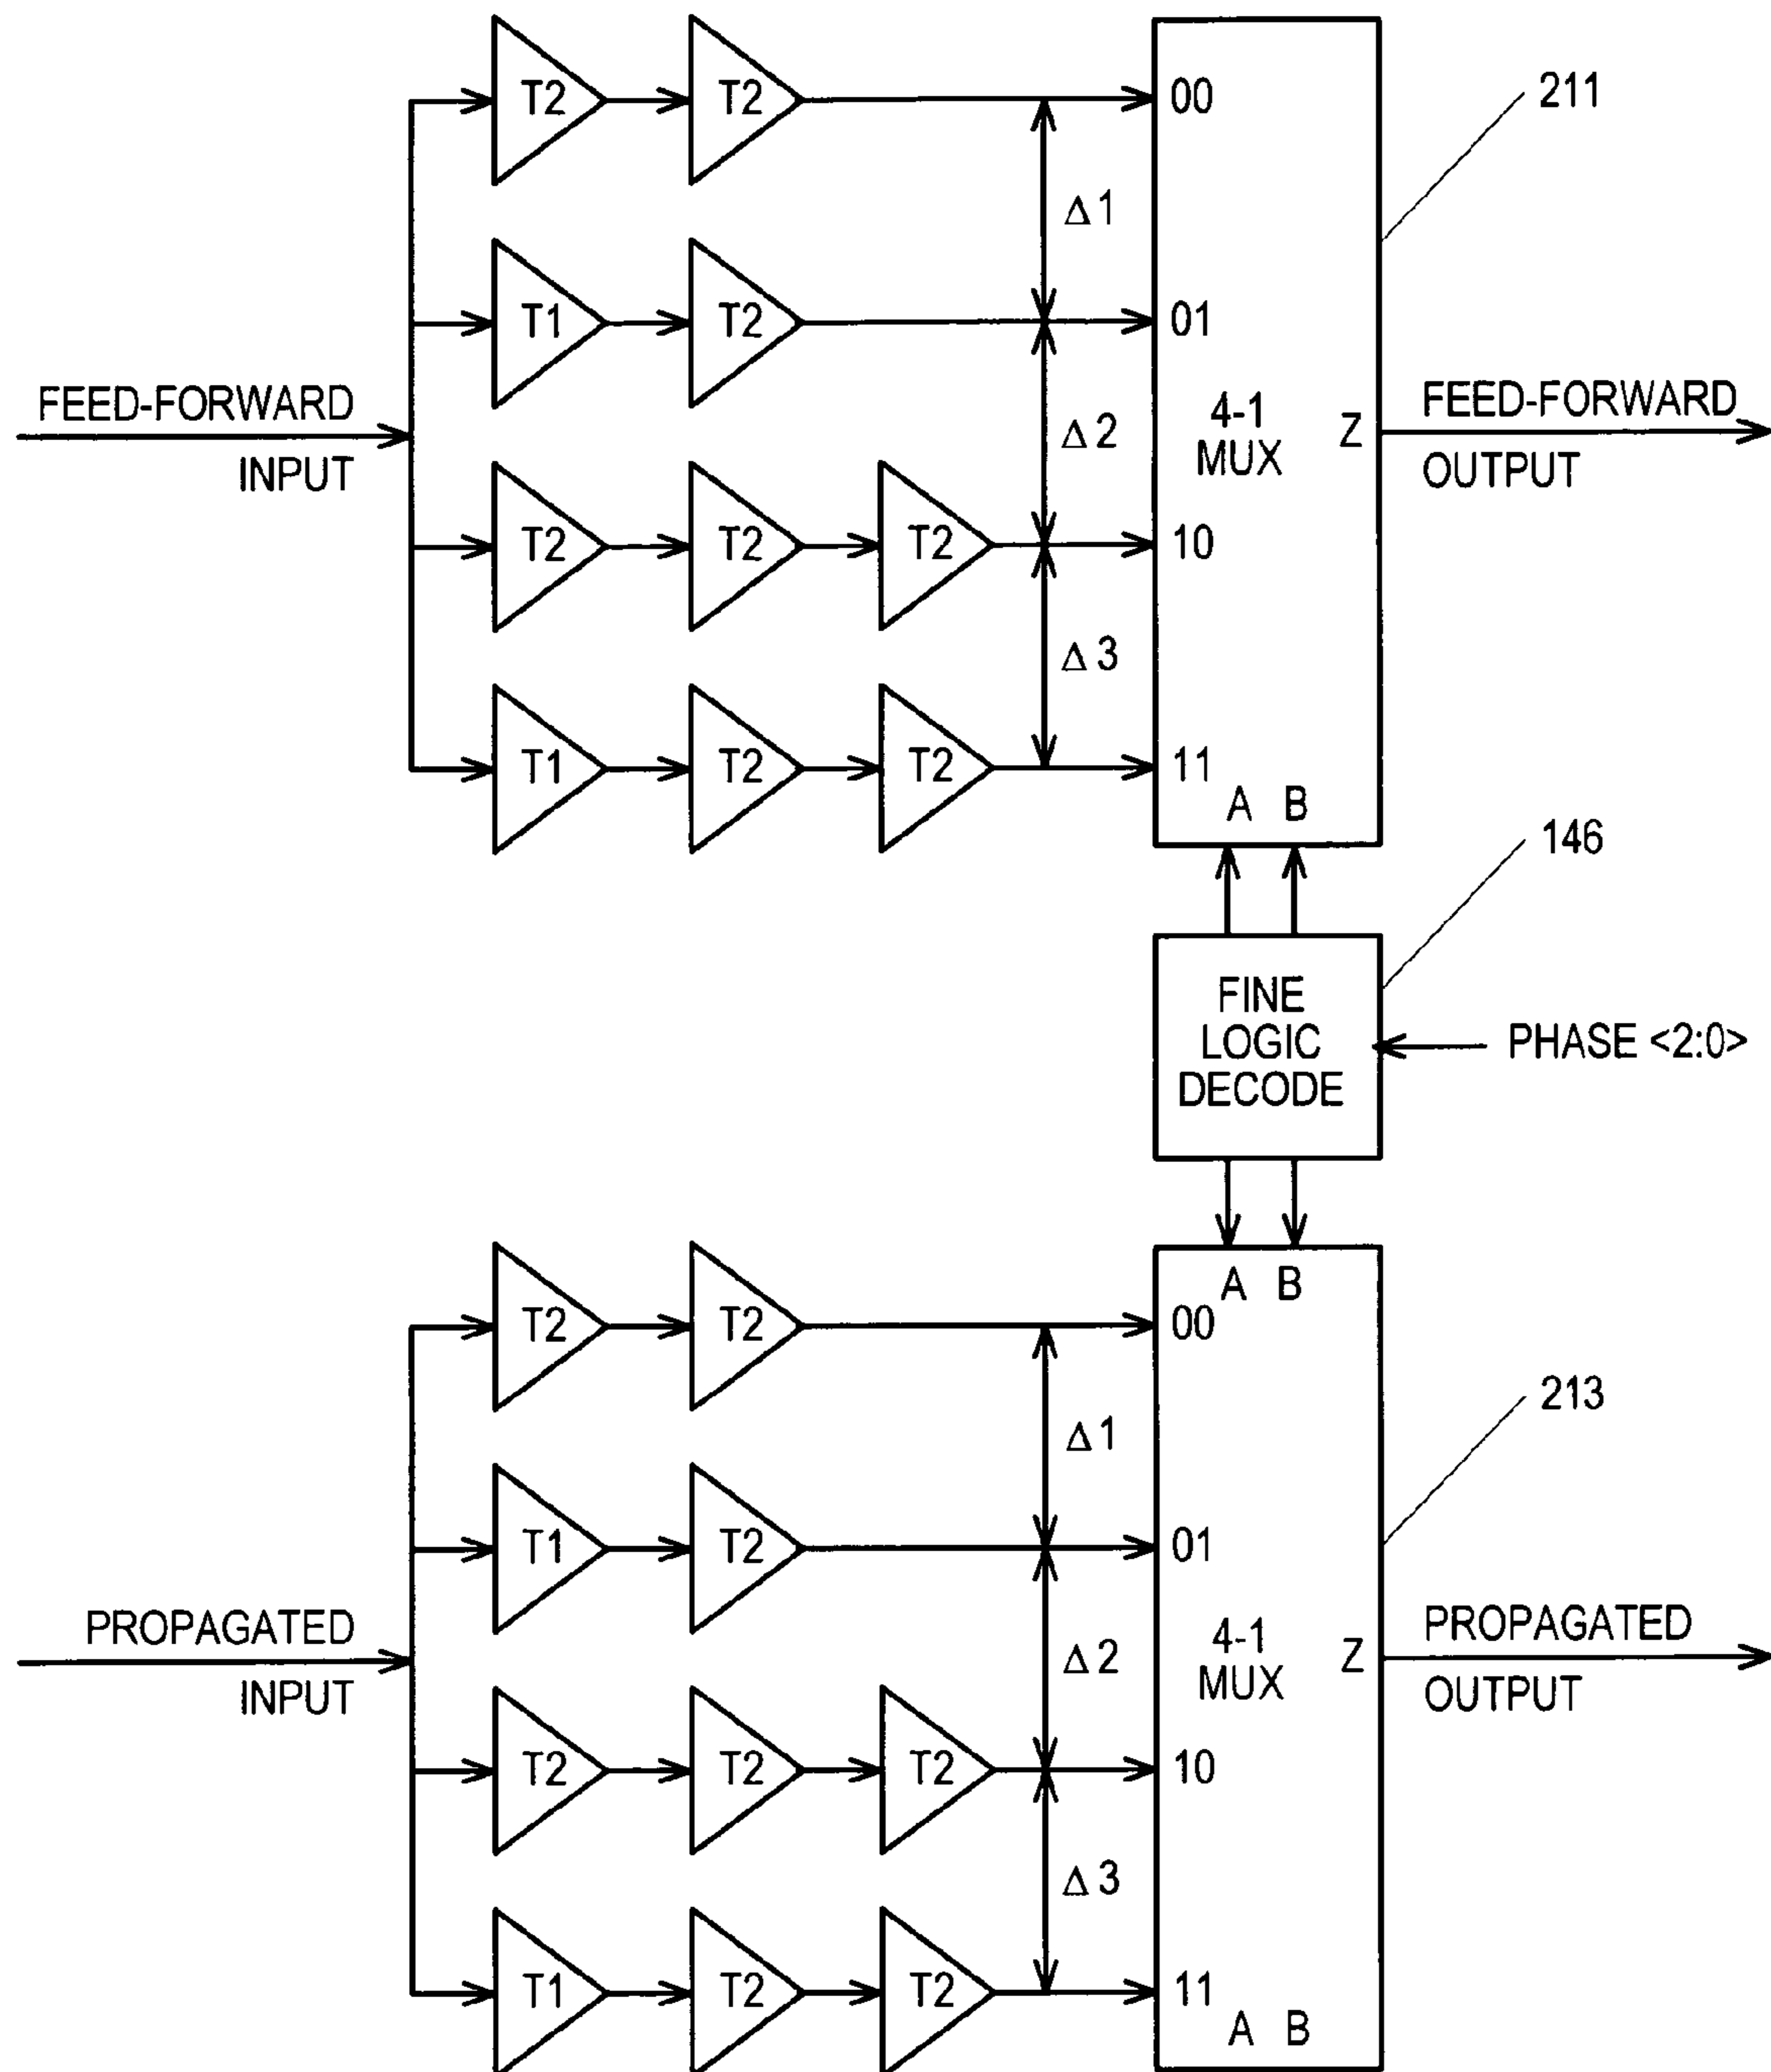 T2 T2 00 211
Δ1
T1 T2 01
FEED-FORWARD
INPUT
Δ2
4-1
MUX
Z
FEED-FORWARD
OUTPUT
T2 T2 T2 10
Δ3
T1 T2 T2 11
A B
146
FINE
LOGIC
DECODE
PHASE <2:0>
A B
T2 T2 00
213
Δ1
T1 T2 01
PROPAGATED
INPUT
Δ2
4-1
MUX
Z
PROPAGATED
OUTPUT
T2 T2 T2 10
Δ3
T1 T2 T2 11
A B